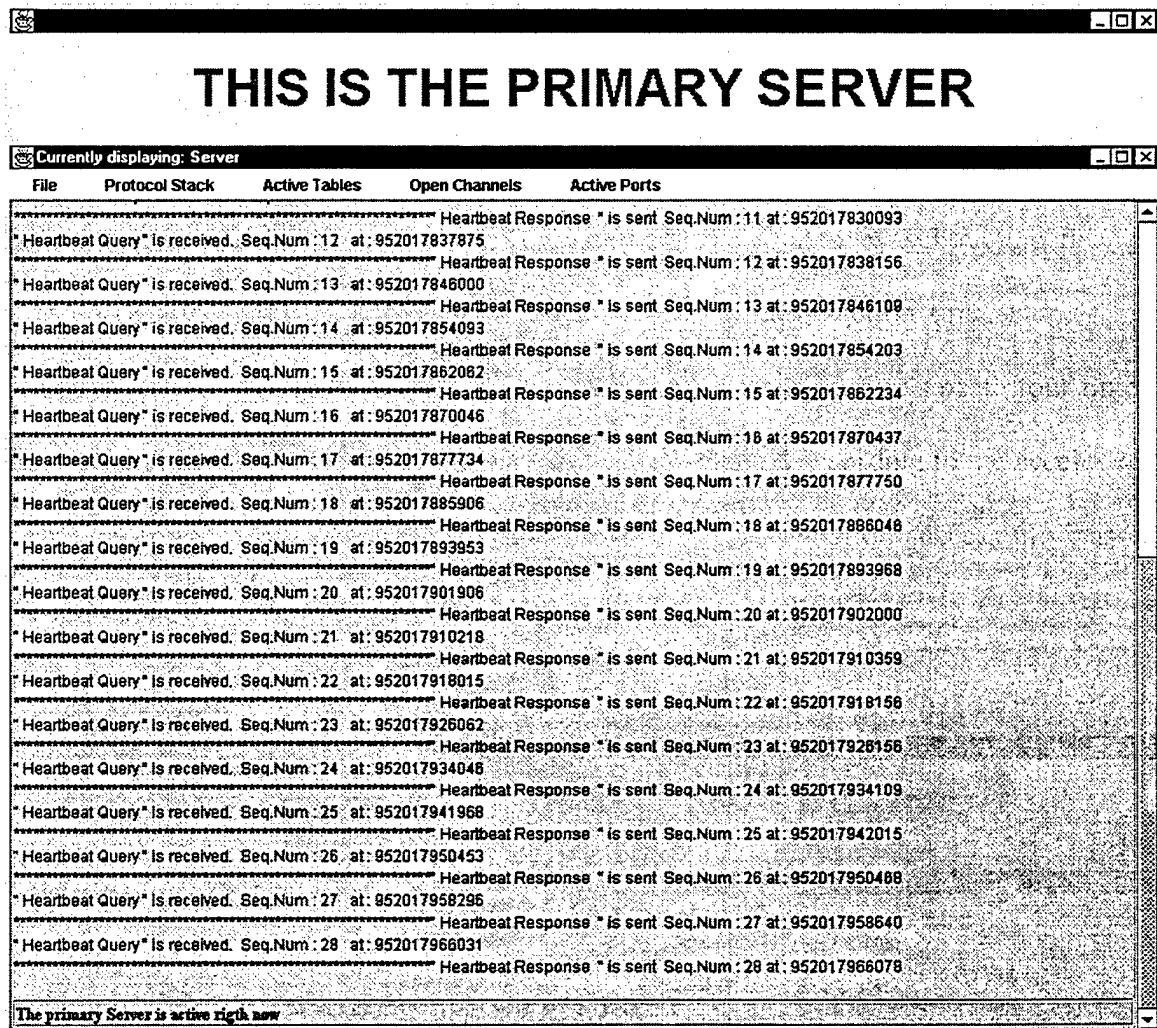 THIS IS THE PRIMARY SERVER
Currently displaying: Server
File Protocol Stack Active Tables Open Channels Active Ports
******************************************** Heartbeat Response " is sent Seq.Num : 11 at : 952017830093
" Heartbeat Query" is received. Seq.Num : 12 at : 952017837875
******************************************** Heartbeat Response " is sent Seq.Num : 12 at : 952017838156
" Heartbeat Query" is received. Seq.Num : 13 at : 952017846000
******************************************** Heartbeat Response " is sent Seq.Num : 13 at : 952017846109
" Heartbeat Query" is received. Seq.Num : 14 at : 952017854093
******************************************** Heartbeat Response " is sent Seq.Num : 14 at : 952017854203
" Heartbeat Query" is received. Seq.Num : 15 at : 952017862062
******************************************** Heartbeat Response " is sent Seq.Num : 15 at : 952017862234
" Heartbeat Query" is received. Seq.Num : 16 at : 952017870046
******************************************** Heartbeat Response " is sent Seq.Num : 16 at : 952017870437
" Heartbeat Query" is received. Seq.Num : 17 at : 952017877734
******************************************** Heartbeat Response " is sent Seq.Num : 17 at : 952017877750
" Heartbeat Query" is received. Seq.Num : 18 at : 952017885906
******************************************** Heartbeat Response " is sent Seq.Num : 18 at : 952017886046
" Heartbeat Query" is received. Seq.Num : 19 at : 952017893953
******************************************** Heartbeat Response " is sent Seq.Num : 19 at : 952017893968
" Heartbeat Query" is received. Seq.Num : 20 at : 952017901906
******************************************** Heartbeat Response " is sent Seq.Num : 20 at : 952017902000
" Heartbeat Query" is received. Seq.Num : 21 at : 952017910218
******************************************** Heartbeat Response " is sent Seq.Num : 21 at : 952017910359
" Heartbeat Query" is received. Seq.Num : 22 at : 952017918015
******************************************** Heartbeat Response " is sent Seq.Num : 22 at : 952017918156
" Heartbeat Query" is received. Seq.Num : 23 at : 952017926062
******************************************** Heartbeat Response " is sent Seq.Num : 23 at : 952017926156
" Heartbeat Query" is received. Seq.Num : 24 at : 952017934046
******************************************** Heartbeat Response " is sent Seq.Num : 24 at : 952017934109
" Heartbeat Query" is received. Seq.Num : 25 at : 952017941968
******************************************** Heartbeat Response " is sent Seq.Num : 25 at : 952017942015
" Heartbeat Query" is received. Seq.Num : 26 at : 952017950453
******************************************** Heartbeat Response " is sent Seq.Num : 26 at : 952017950468
" Heartbeat Query" is received. Seq.Num : 27 at : 952017958296
******************************************** Heartbeat Response " is sent Seq.Num : 27 at : 952017958640
" Heartbeat Query" is received. Seq.Num : 28 at : 952017966031
******************************************** Heartbeat Response " is sent Seq.Num : 28 at : 952017966078
The primary Server is active rigth now